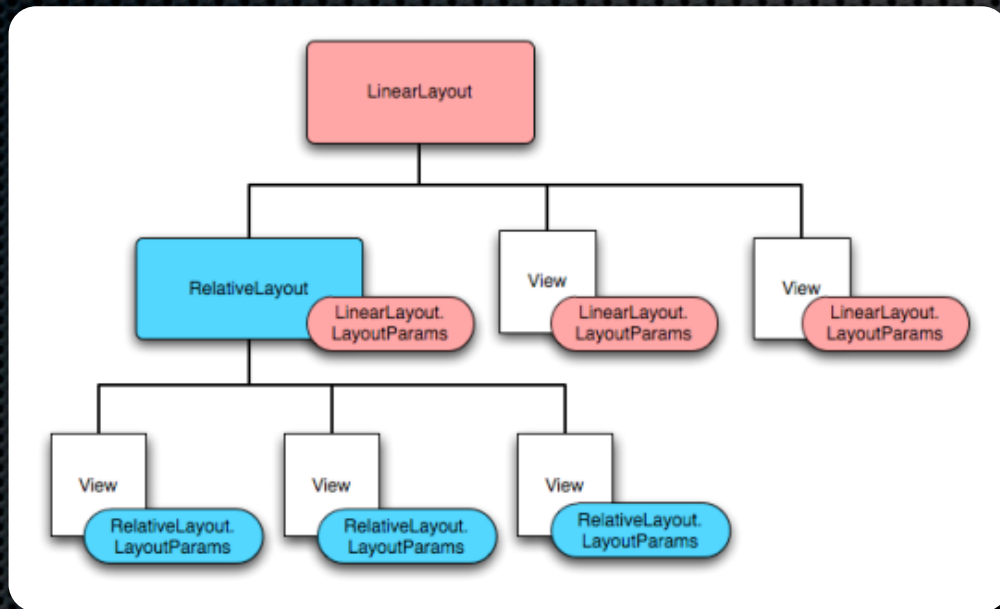 LinearLayout
RelativeLayout
LinearLayout.
LayoutParams
View
LinearLayout.
LayoutParams
View
LinearLayout.
LayoutParams
View
RelativeLayout.
LayoutParams
View
RelativeLayout.
LayoutParams
View
RelativeLayout.
LayoutParams